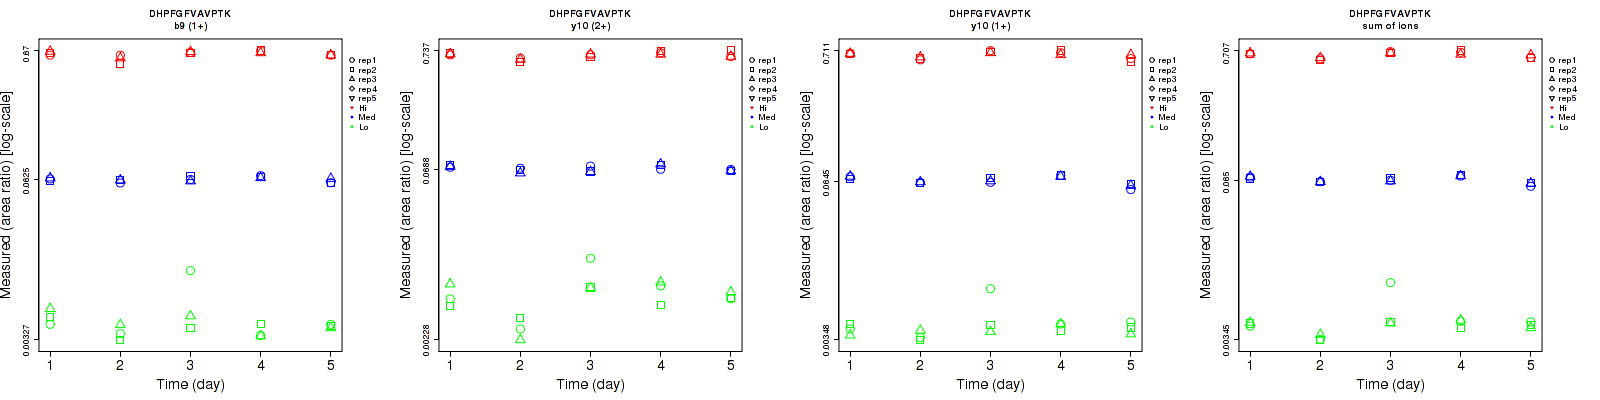 DHPFGFVAVPTK
b9 (1+)
Measured (area ratio) [log-scale]
0.67
0.0625
0.00327
1 2 3 4 5
Time (day)
rep1
rep2
rep3
rep4
rep5
Hi
Med
Lo
DHPFGFVAVPTK
y10 (2+)
Measured (area ratio) [log-scale]
0.737
0.0688
0.00228
1 2 3 4 5
Time (day)
rep1
rep2
rep3
rep4
rep5
Hi
Med
Lo
DHPFGFVAVPTK
y10 (1+)
Measured (area ratio) [log-scale]
0.711
0.0645
0.00348
1 2 3 4 5
Time (day)
rep1
rep2
rep3
rep4
rep5
Hi
Med
Lo
DHPFGFVAVPTK
sum of ions
Measured (area ratio) [log-scale]
0.707
0.065
0.00345
1 2 3 4 5
Time (day)
rep1
rep2
rep3
rep4
rep5
Hi
Med
Lo